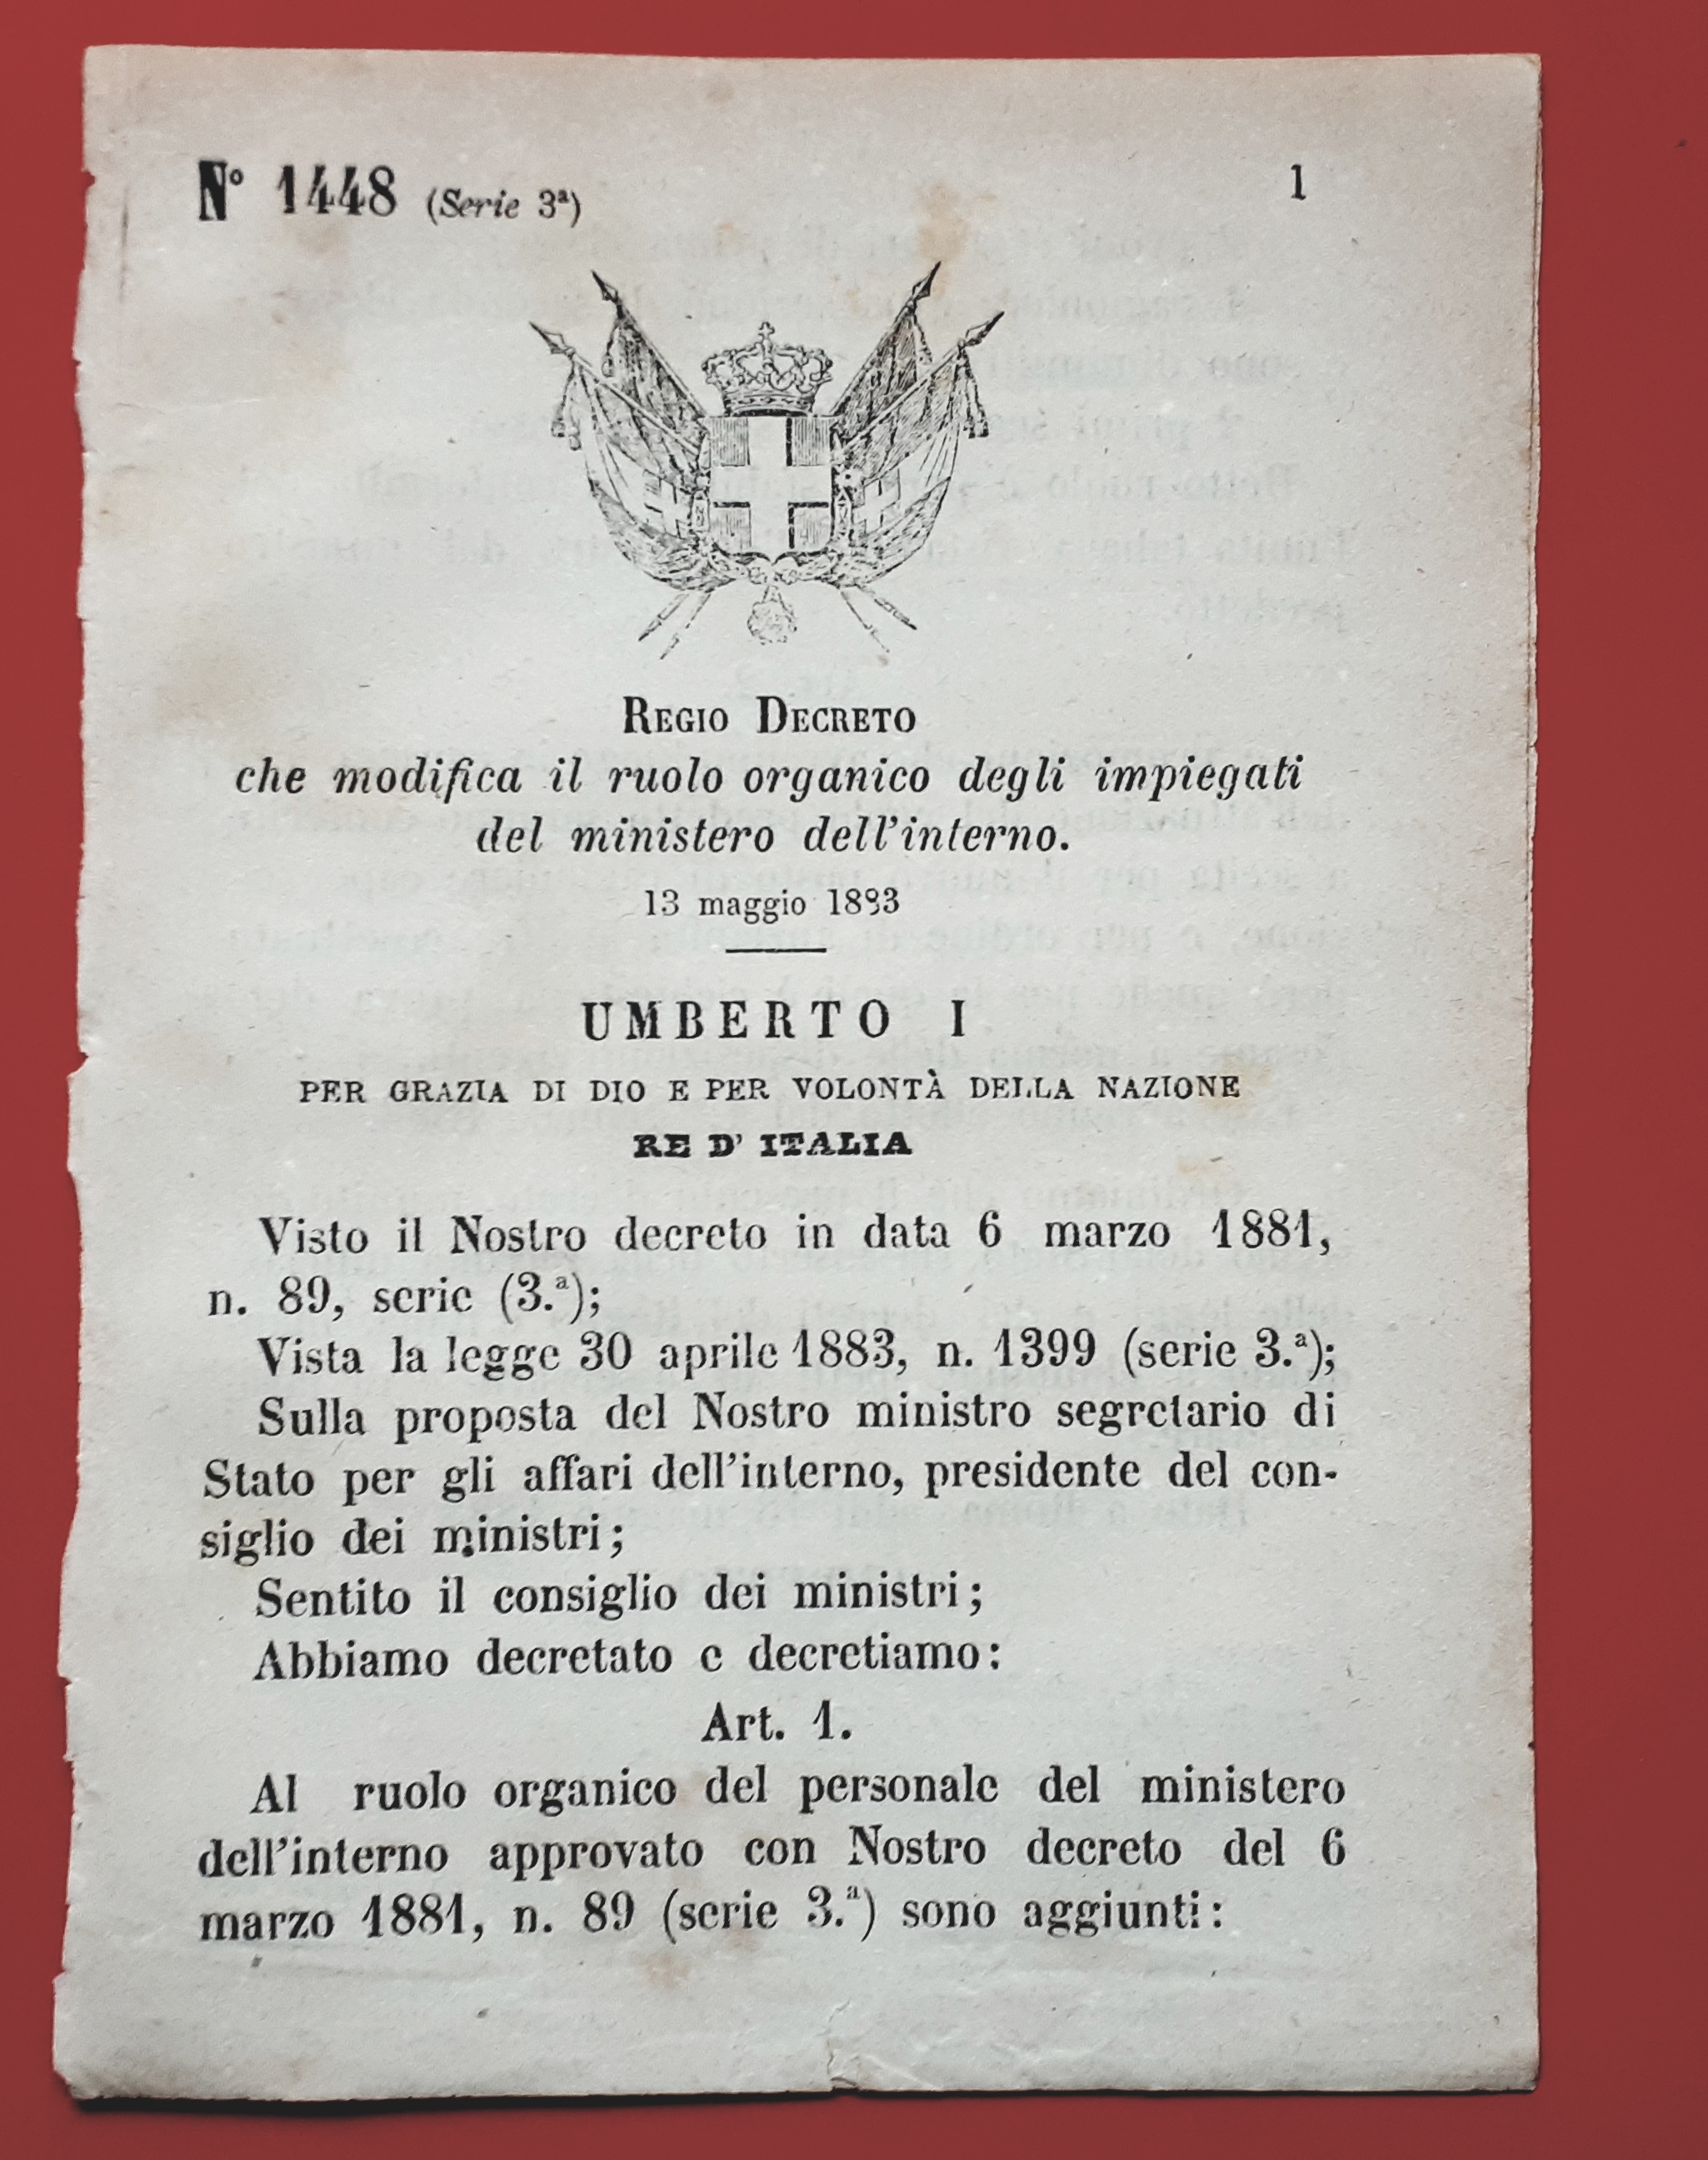 N° 1448 (Serie 3ª) 1
REGIO DECRETO
che modifica il ruolo organico degli impiegati
del ministero dell'interno.
13 maggio 1883
UMBERTO I
PER GRAZIA DI DIO E PER VOLONTÀ DELLA NAZIONE
RE D' ITALIA
Visto il Nostro decreto in data 6 marzo 1881,
n. 89, serie (3.ª);
Vista la legge 30 aprile 1883, n. 1399 (serie 3.ª);
Sulla proposta del Nostro ministro segretario di
Stato per gli affari dell'interno, presidente del con-
siglio dei ministri;
Sentito il consiglio dei ministri;
Abbiamo decretato e decretiamo:
Art. 1.
Al ruolo organico del personale del ministero
dell'interno approvato con Nostro decreto del 6
marzo 1881, n. 89 (serie 3.ª) sono aggiunti: